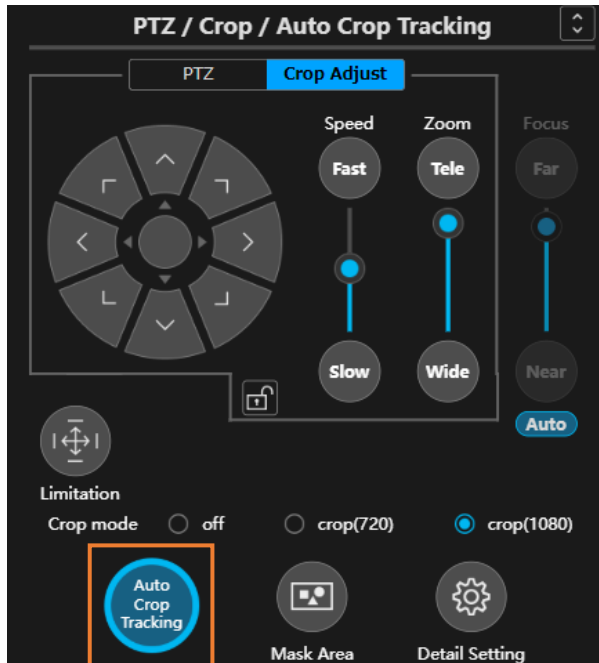 PTZ / Crop / Auto Crop Tracking
PTZ
Crop Adjust
Speed
Zoom
Focus
Fast
Tele
Far
Slow
Wide
Near
Auto
Limitation
Crop mode
off
crop(720)
crop(1080)
Auto
Crop
Tracking
Mask Area
Detail Setting